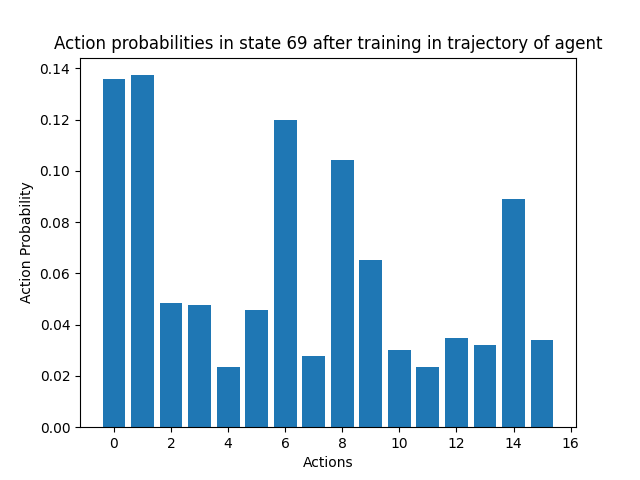 Action probabilities in state 69 after training in trajectory of agent
0.14
0.12
0.10
0.08
0.06
0.04
0.02
0.00
Action Probability
0 2 4 6 8 10 12 14 16
Actions